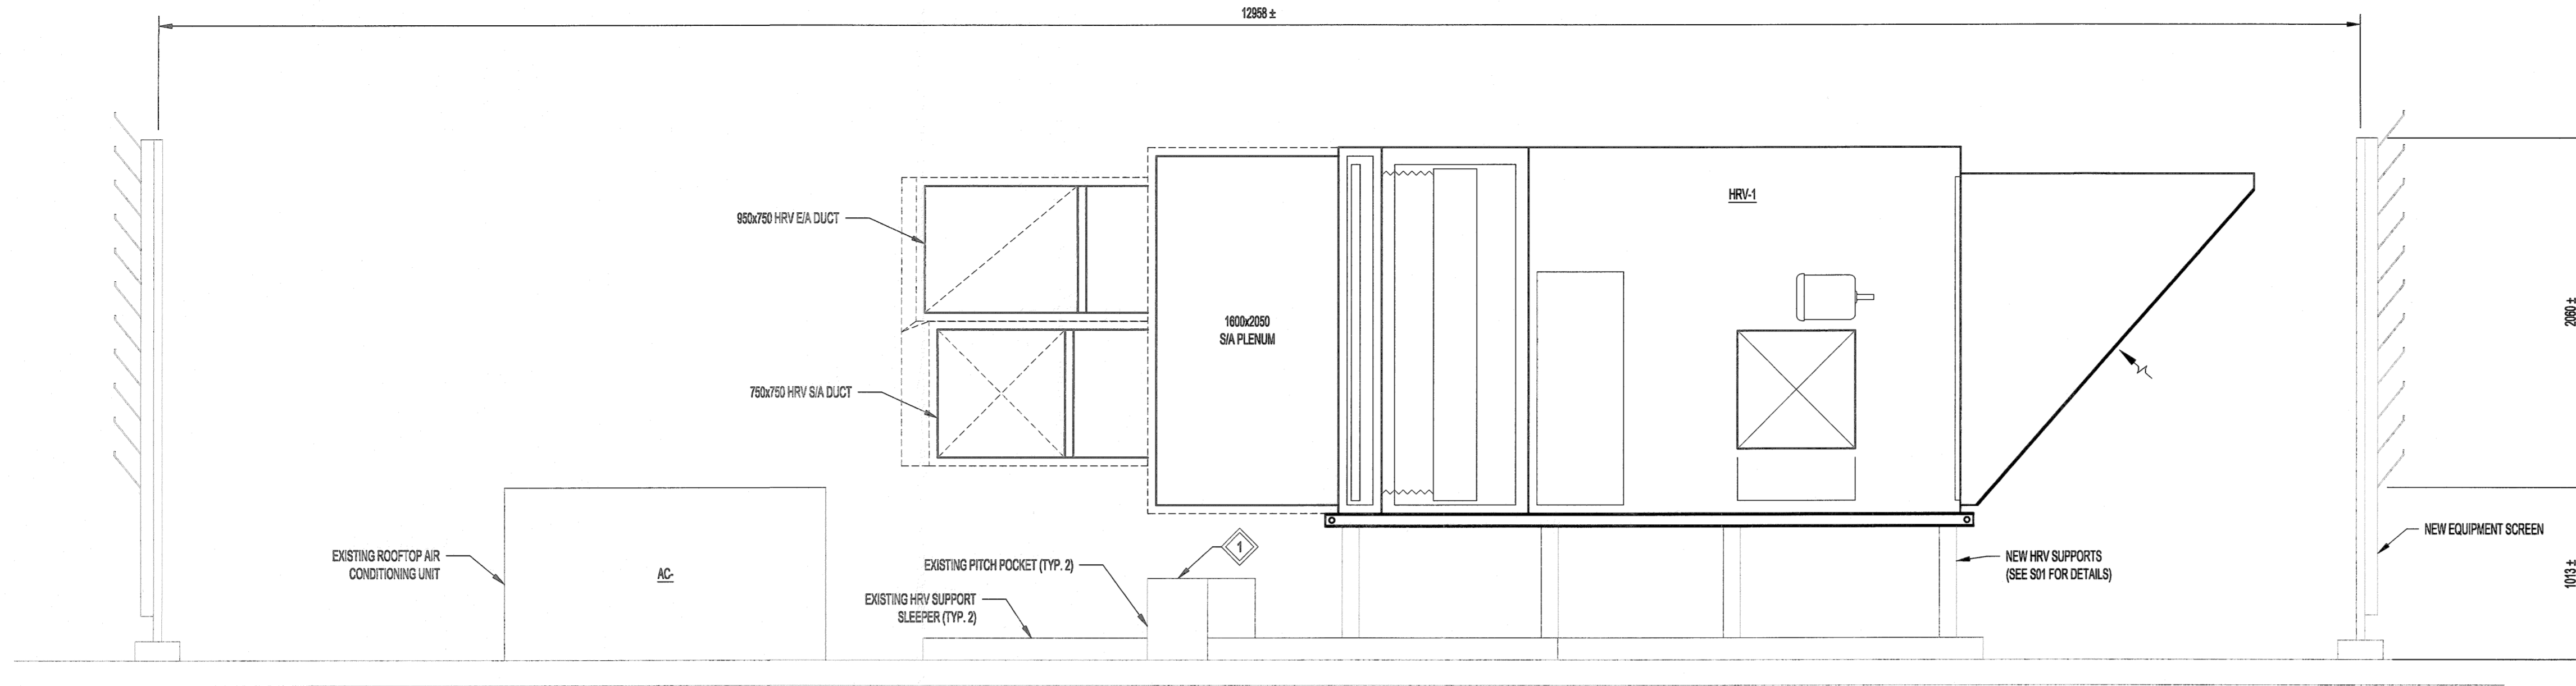 12958 ±
HRV-1
950x750 HRV E/A DUCT
1600x2050
S/A PLENUM
2060 ±
750x750 HRV S/A DUCT
NEW EQUIPMENT SCREEN
EXISTING ROOFTOP AIR
CONDITIONING UNIT
AC-
EXISTING PITCH POCKET (TYP. 2)
1
NEW HRV SUPPORTS
(SEE S01 FOR DETAILS)
EXISTING HRV SUPPORT
SLEEPER (TYP. 2)
1013 ±